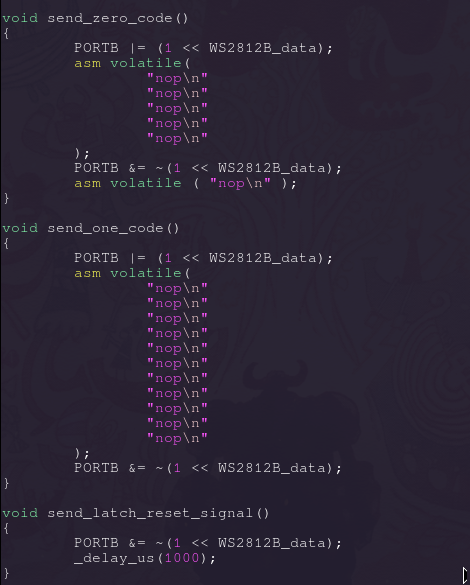 void send_zero_code()
{
        PORTB |= (1 << WS2812B_data);
        asm volatile(
                "nop\n"
                "nop\n"
                "nop\n"
                "nop\n"
                "nop\n"
        );
        PORTB &= ~(1 << WS2812B_data);
        asm volatile ( "nop\n" );
}

void send_one_code()
{
        PORTB |= (1 << WS2812B_data);
        asm volatile(
                "nop\n"
                "nop\n"
                "nop\n"
                "nop\n"
                "nop\n"
                "nop\n"
                "nop\n"
                "nop\n"
                "nop\n"
                "nop\n"
                "nop\n"
        );
        PORTB &= ~(1 << WS2812B_data);
}

void send_latch_reset_signal()
{
        PORTB &= ~(1 << WS2812B_data);
        _delay_us(1000);
}